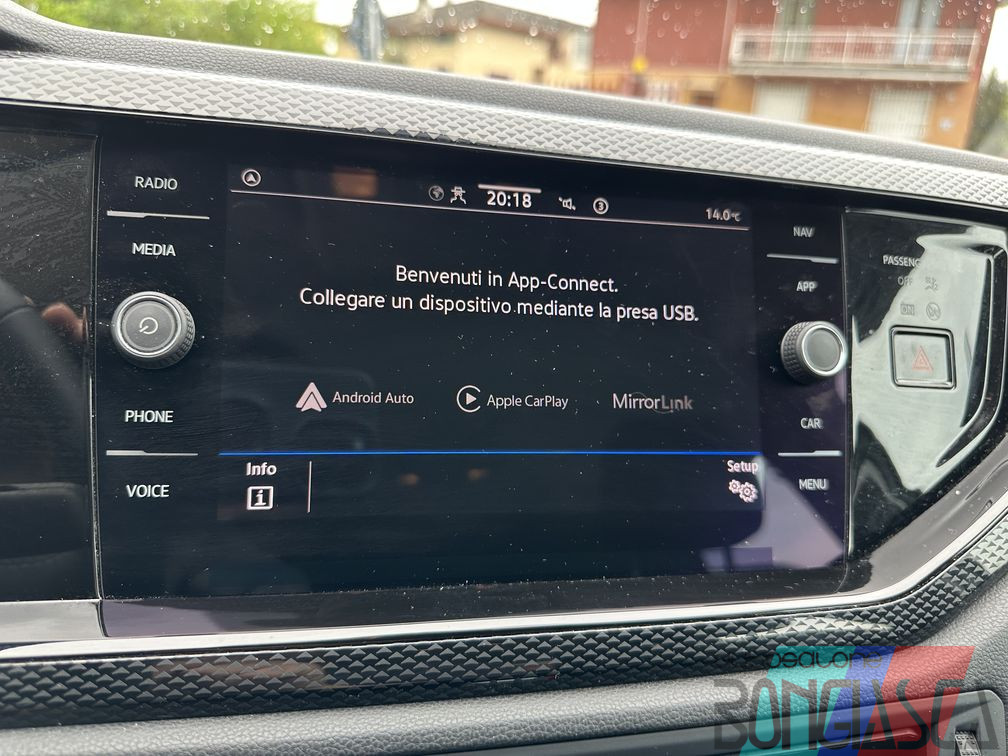 RADIO
MEDIA
PHONE
VOICE
20:18
3
14.0°C
Benvenuti in App-Connect.
Collegare un dispositivo mediante la presa USB.
Android Auto
Apple CarPlay
MirrorLink
Info
Setup
NAV
APP
CAR
MENU
OFF
ON
BONGIASCA